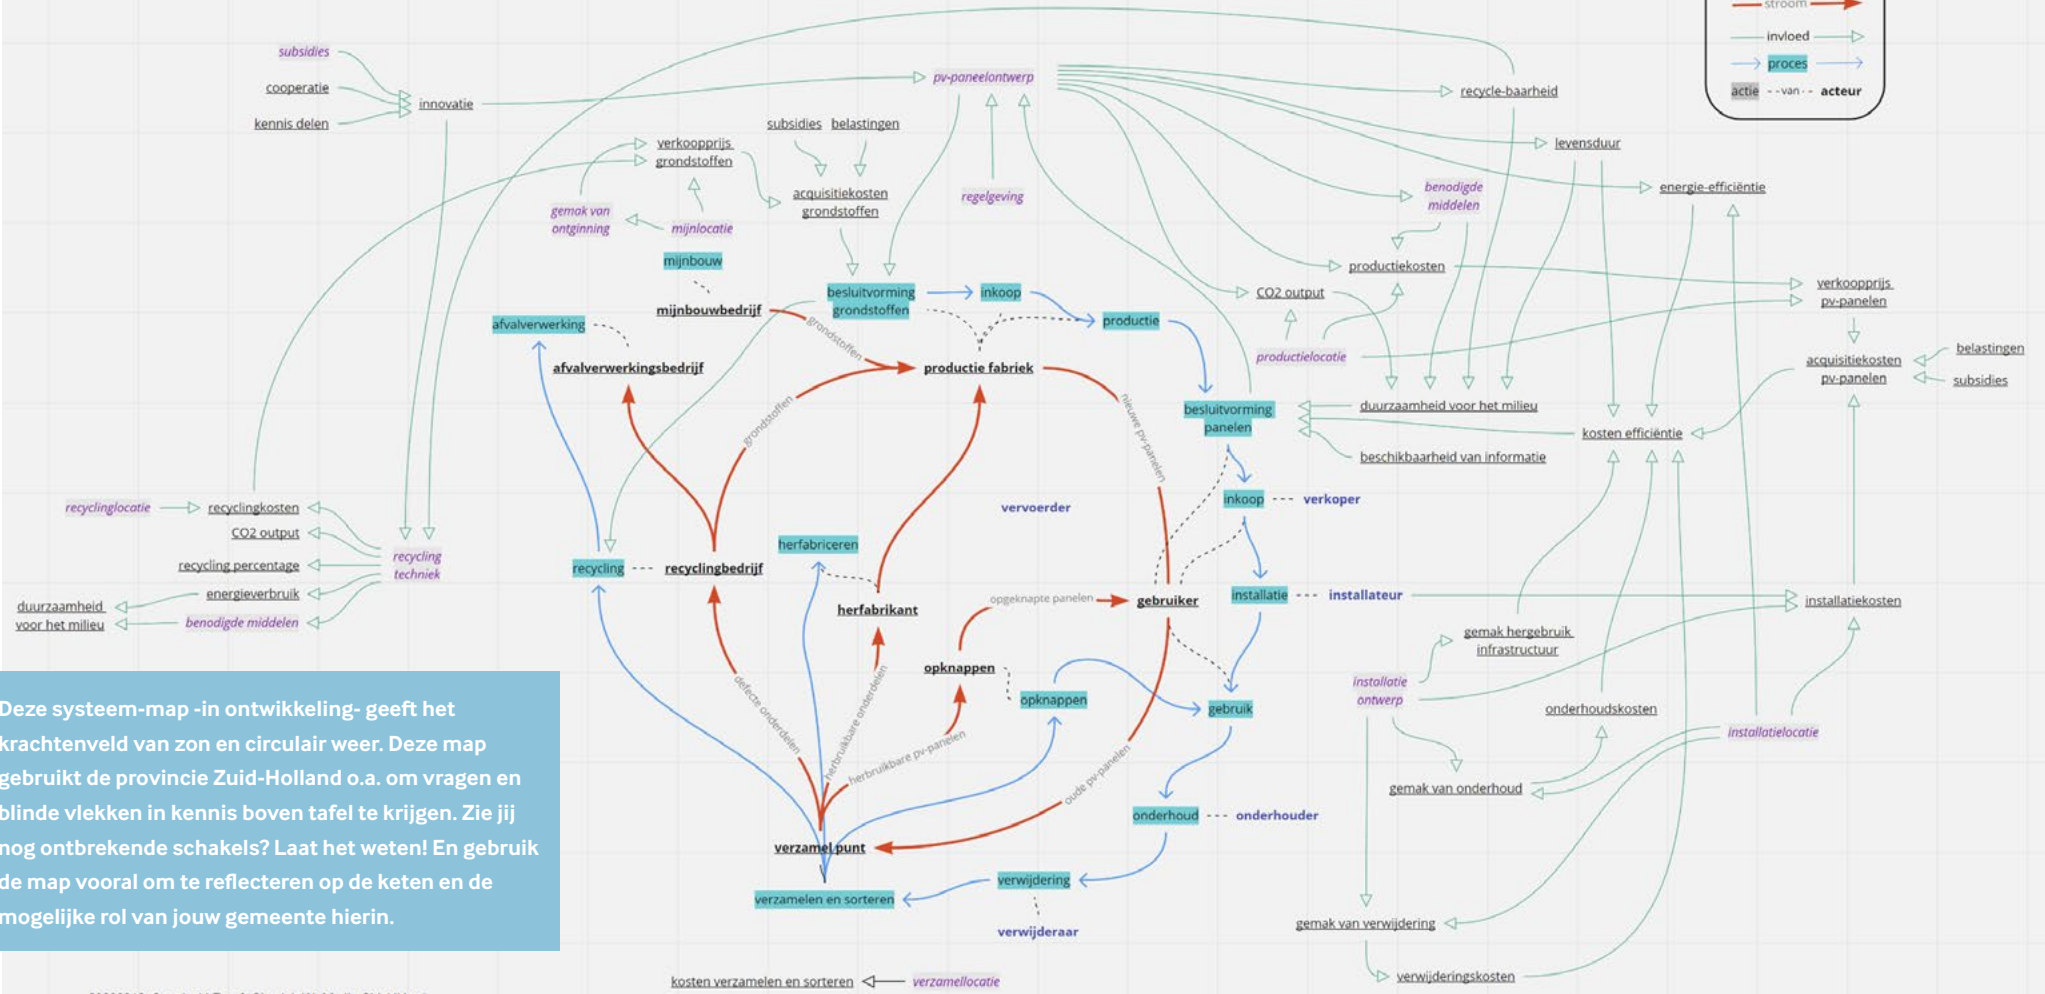 stroom
invloed
proces
actie --van-- acteur
subsidies
cooperatie
kennis delen
innovatie
pv-paneelontwerp
recycle-baarheid
levensduur
energie-efficiëntie
benodigde
middelen
subsidies belastingen
verkoopprijs
grondstoffen
acquisitiekosten
grondstoffen
regelgeving
gemak van
ontginning
mijnlocatie
mijnbouw
mijnbouwbedrijf
besluitvorming
grondstoffen
inkoop
productie
productiekosten
CO2 output
verkoopprijs
pv-panelen
productielocatie
acquisitiekosten
pv-panelen
belastingen
subsidies
afvalverwerking
afvalverwerkingsbedrijf
grondstoffen
productie fabriek
grondstoffen
nieuwe pv-panelen
besluitvorming
panelen
duurzaamheid voor het milieu
kosten efficiëntie
beschikbaarheid van informatie
inkoop
verkoper
vervoerder
recyclinglocatie
recyclingkosten
CO2 output
recycling percentage
energieverbruik
benodigde middelen
duurzaamheid
voor het milieu
recycling
techniek
recycling
recyclingbedrijf
herfabriceren
herfabrikant
opgeknapte panelen
gebruiker
installatie
installateur
installatiekosten
gemak hergebruik
infrastructuur
installatie
ontwerp
onderhoudskosten
installatielocatie
gemak van onderhoud
opknappen
opknappen
gebruik
defecte onderdelen
herbruikbare onderdelen
herbruikbare pv-panelen
oude pv-panelen
onderhoud
onderhouder
verzamel punt
verwijdering
verzamelen en sorteren
verwijderaar
gemak van verwijdering
verwijderingskosten
kosten verzamelen en sorteren
verzamellocatie
Deze systeem-map -in ontwikkeling- geeft het
krachtenveld van zon en circulair weer. Deze map
gebruikt de provincie Zuid-Holland o.a. om vragen en
blinde vlekken in kennis boven tafel te krijgen. Zie jij
nog ontbrekende schakels? Laat het weten! En gebruik
de map vooral om te reflecteren op de keten en de
mogelijke rol van jouw gemeente hierin.